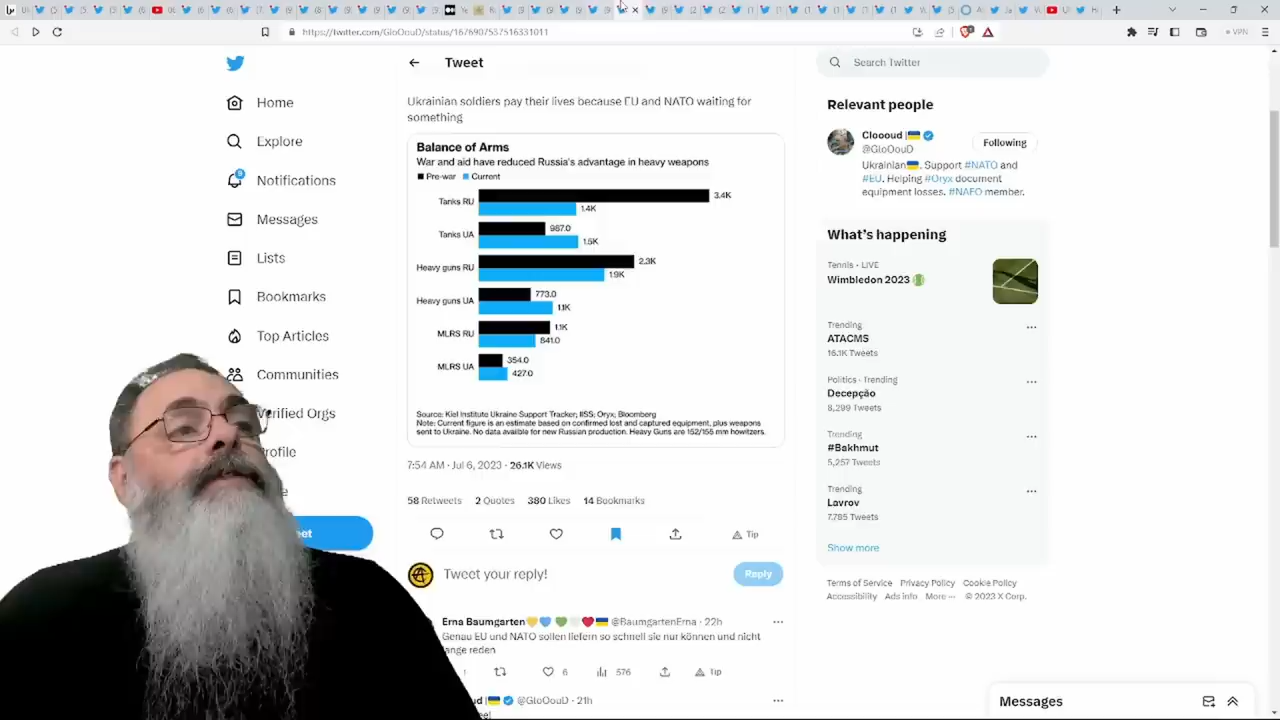 https://twitter.com/GloOouD/status/1676907537516331011
VPN
Home
Explore
9
Notifications
Messages
Lists
Bookmarks
Top Articles
Communities
Verified Orgs
Profile
Tweet
Ukrainian soldiers pay their lives because EU and NATO waiting for
something
Balance of Arms
War and aid have reduced Russia's advantage in heavy weapons
Pre-war Current
Tanks RU 3.4K
1.4K
Tanks UA 987.0
1.5K
Heavy guns RU 2.3K
1.9K
Heavy guns UA 773.0
1.1K
MLRS RU 1.1K
841.0
MLRS UA 354.0
427.0
Source: Kiel Institute Ukraine Support Tracker; IISS; Oryx; Bloomberg
Note: Current figure is an estimate based on confirmed lost and captured equipment, plus weapons
sent to Ukraine. No data availble for new Russian production. Heavy Guns are 152/155 mm howitzers.
7:54 AM · Jul 6, 2023 · 26.1K Views
58 Retweets 2 Quotes 380 Likes 14 Bookmarks
Tip
Tweet your reply!
Reply
Erna Baumgarten @BaumgartenErna · 22h
Genau EU und NATO sollen liefern so schnell sie nur können und nicht
lange reden
6 576 Tip
@GloOouD · 21h
Search Twitter
Relevant people
Cloooud
@GloOouD
Following
Ukrainian. Support #NATO and
#EU. Helping #Oryx document
equipment losses. #NAFO member.
What's happening
Tennis · LIVE
Wimbledon 2023
Trending
ATACMS
16.1K Tweets
Politics · Trending
Decepção
8,299 Tweets
Trending
#Bakhmut
5,257 Tweets
Trending
Lavrov
7,785 Tweets
Show more
Terms of Service Privacy Policy Cookie Policy
Accessibility Ads info More ··· © 2023 X Corp.
Messages